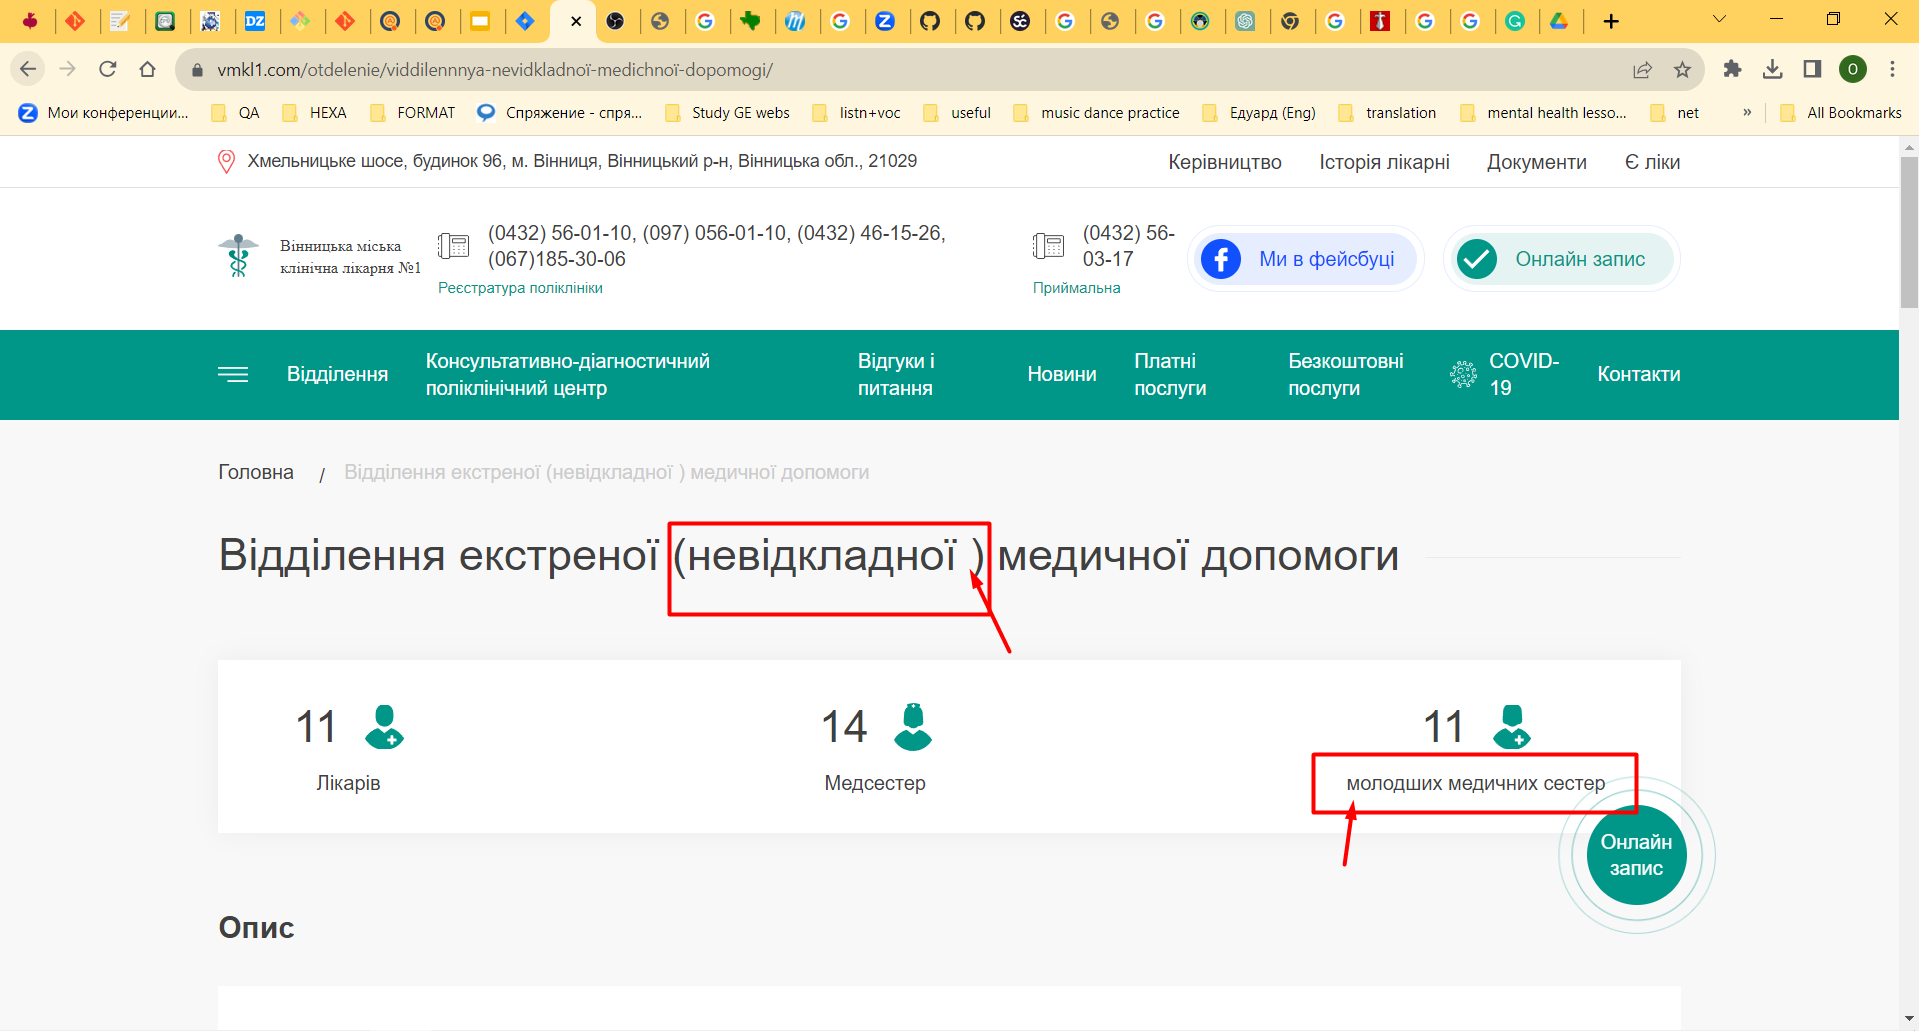 vmkl1.com/otdelenie/viddilennnya-nevidkladnoï-medichnoï-dopomogi/
O
Мои конференции...
QA
HEXA
FORMAT
Спряжение - спря...
Study GE webs
listn+voc
useful
music dance practice
Едуард (Eng)
translation
mental health lesso...
net
»
All Bookmarks
Хмельницьке шосе, будинок 96, м. Вінниця, Вінницький р-н, Вінницька обл., 21029
Керівництво
Історія лікарні
Документи
Є ліки
Вінницька міська
клінічна лікарня №1
(0432) 56-01-10, (097) 056-01-10, (0432) 46-15-26,
(067)185-30-06
Реєстратура поліклініки
(0432) 56-
03-17
Приймальна
Ми в фейсбуці
Онлайн запис
Відділення
Консультативно-діагностичний
поліклінічний центр
Відгуки і
питання
Новини
Платні
послуги
Безкоштовні
послуги
COVID-
19
Контакти
Головна / Відділення екстреної (невідкладної ) медичної допомоги
Відділення екстреної (невідкладної ) медичної допомоги
11
Лікарів
14
Медсестер
11
молодших медичних сестер
Онлайн
запис
Опис